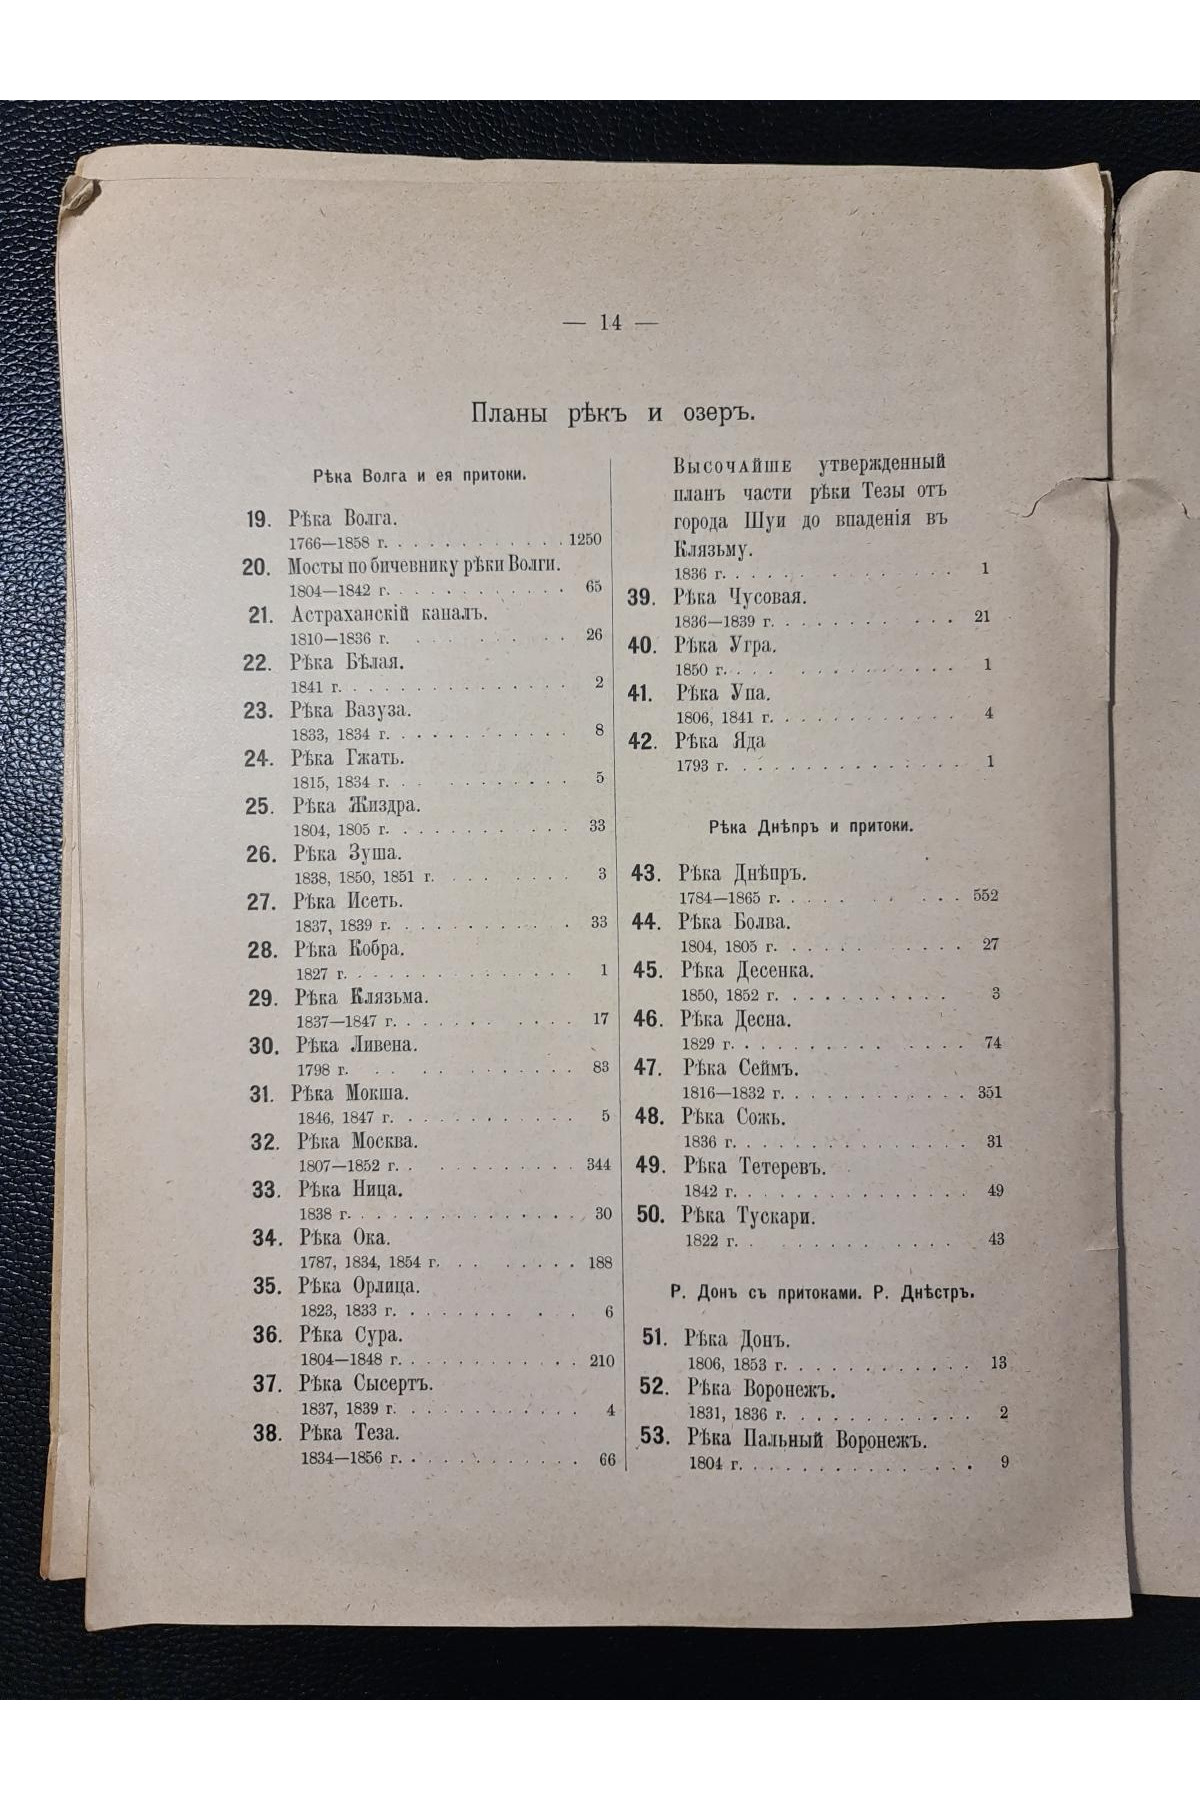 — 14 —
Планы рѣкъ и озеръ.
Рѣка Волга и ея притоки.
19. Рѣка Волга.
1766—1858 г. . . . . . . . . . . . 1250
20. Мосты по бичевнику рѣки Волги.
1804—1842 г. . . . . . . . . . . . 65
21. Астраханскій каналъ.
1810—1836 г. . . . . . . . . . . 26
22. Рѣка Бѣлая.
1841 г. . . . . . . . . . . . . . . 2
23. Рѣка Вазуза.
1833, 1834 г. . . . . . . . . . . . 8
24. Рѣка Гжать.
1815, 1834 г. . . . . . . . . . . 5
25. Рѣка Жиздра.
1804, 1805 г. . . . . . . . . . . . 33
26. Рѣка Зуша.
1838, 1850, 1851 г. . . . . . . . 3
27. Рѣка Исеть.
1837, 1839 г. . . . . . . . . . . . 33
28. Рѣка Кобра.
1827 г. . . . . . . . . . . . . . . 1
29. Рѣка Клязьма.
1837—1847 г. . . . . . . . . . . 17
30. Рѣка Ливена.
1798 г. . . . . . . . . . . . . 83
31. Рѣка Мокша.
1846, 1847 г. . . . . . . . . . . . 5
32. Рѣка Москва.
1807—1852 г. . . . . . . . . . . 344
33. Рѣка Ница.
1838 г. . . . . . . . . . . . . . . 30
34. Рѣка Ока.
1787, 1834, 1854 г. . . . . . . . 188
35. Рѣка Орлица.
1823, 1833 г. . . . . . . . . . 6
36. Рѣка Сура.
1804—1848 г. . . . . . . . . . . . 210
37. Рѣка Сысертъ.
1837, 1839 г. . . . . . . . . . . . 4
38. Рѣка Теза.
1834—1856 г. . . . . . . . . . . . 66
Высочайше утвержденный
планъ части рѣки Тезы отъ
города Шуи до впаденія въ
Клязьму.
1836 г. . . . . . . . . . . . . 1
39. Рѣка Чусовая.
1836—1839 г. . . . . . . . . . . . 21
40. Рѣка Угра.
1850 г. . . . . . . . . . . . . 1
41. Рѣка Упа.
1806, 1841 г. . . . . . . . . . . . 4
42. Рѣка Яда
1793 г. . . . . . . . . . . . . . . 1
Рѣка Днѣпръ и притоки.
43. Рѣка Днѣпръ.
1784—1865 г. . . . . . . . . 552
44. Рѣка Болва.
1804, 1805 г. . . . . . . . . . . 27
45. Рѣка Десенка.
1850, 1852 г. . . . . . . . . . . 3
46. Рѣка Десна.
1829 г. . . . . . . . . . . . . . 74
47. Рѣка Сеймъ.
1816—1832 г. . . . . . . . . . . . 351
48. Рѣка Сожь.
1836 г. . . . . . . . . . . . . . . 31
49. Рѣка Тетеревъ.
1842 г. . . . . . . . . . . . . . . 49
50. Рѣка Тускари.
1822 г. . . . . . . . . . . . . 43
Р. Донъ съ притоками. Р. Днѣстръ.
51. Рѣка Донъ.
1806, 1853 г. . . . . . . . . . . . 13
52. Рѣка Воронежъ.
1831, 1836 г. . . . . . . . . . . . 2
53. Рѣка Пальный Воронежъ.
1804 г. . . . . . . . . . . . . . . 9